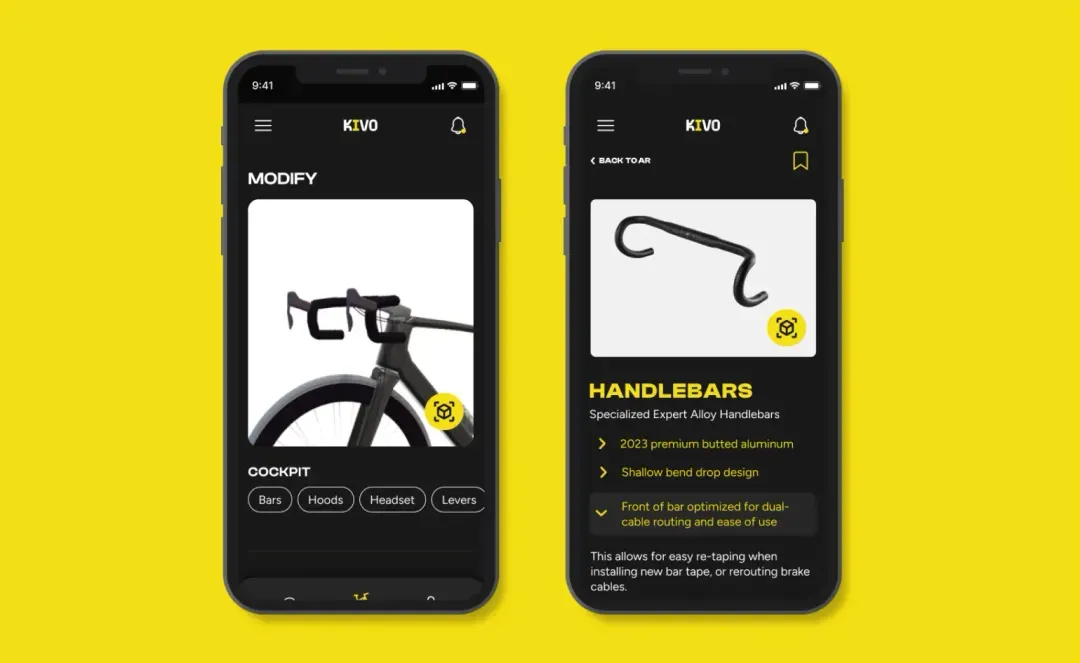 9:41
KIVO
MODIFY
COCKPIT
Bars
Hoods
Headset
Levers
9:41
KIVO
BACK TO AR
HANDLEBARS
Specialized Expert Alloy Handlebars
2023 premium butted aluminum
Shallow bend drop design
Front of bar optimized for dual-
cable routing and ease of use
This allows for easy re-taping when
installing new bar tape, or rerouting brake
cables.